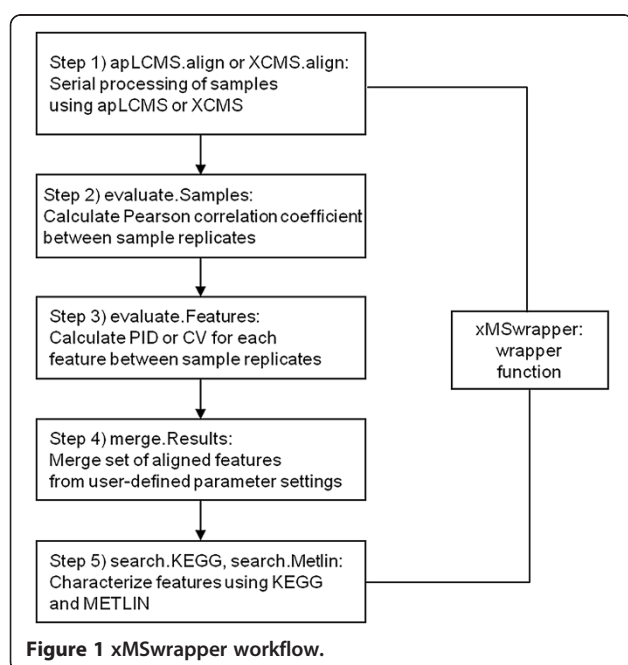 Step 1) apLCMS.align or XCMS.align:
Serial processing of samples
using apLCMS or XCMS
Step 2) evaluate.Samples:
Calculate Pearson correlation coefficient
between sample replicates
Step 3) evaluate.Features:
Calculate PID or CV for each
feature between sample replicates
xMSwrapper:
wrapper
function
Step 4) merge.Results:
Merge set of aligned features
from user-defined parameter settings
Step 5) search.KEGG, search.Metlin:
Characterize features using KEGG
and METLIN
Figure 1 xMSwrapper workflow.